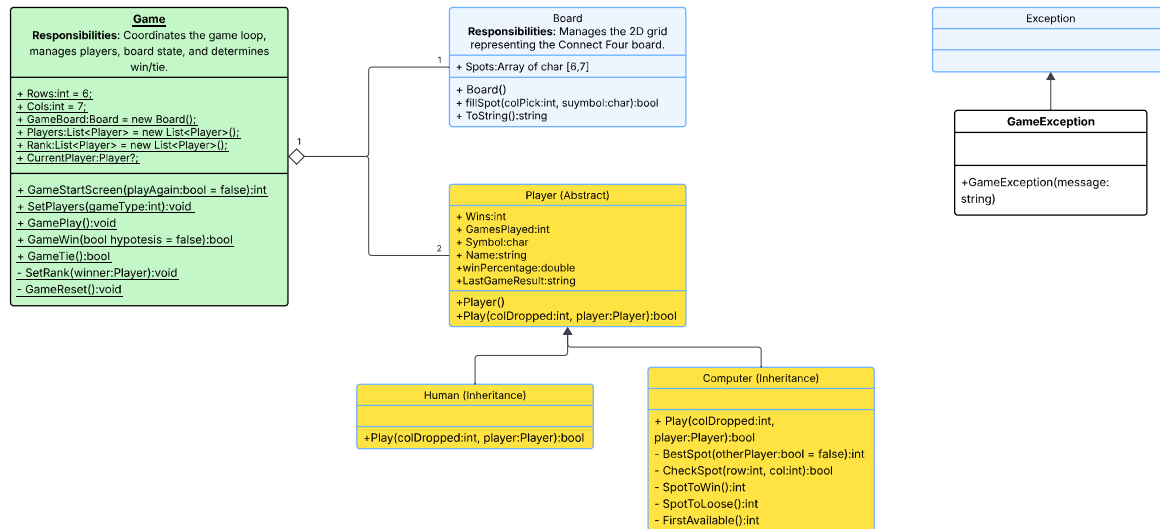 Game
Responsibilities: Coordinates the game loop,
manages players, board state, and determines
win/tie.
+ Rows:int = 6;
+ Cols:int = 7;
+ GameBoard:Board = new Board();
+ Players:List<Player> = new List<Player>();
+ Rank:List<Player> = new List<Player>();
+ CurrentPlayer:Player?;
+ GameStartScreen(playAgain:bool = false):int
+ SetPlayers(gameType:int):void
+ GamePlay():void
+ GameWin(bool hypotesis = false):bool
+ GameTie():bool
- SetRank(winner:Player):void
- GameReset():void
1
1
2
Board
Responsibilities: Manages the 2D grid
representing the Connect Four board.
+ Spots:Array of char [6,7]
+ Board()
+ fillSpot(colPick:int, suymbol:char):bool
+ ToString():string
Player (Abstract)
+ Wins:int
+ GamesPlayed:int
+ Symbol:char
+ Name:string
+winPercentage:double
+LastGameResult:string
+Player()
+Play(colDropped:int, player:Player):bool
Human (Inheritance)
+Play(colDropped:int, player:Player):bool
Computer (Inheritance)
+ Play(colDropped:int,
player:Player):bool
- BestSpot(otherPlayer:bool = false):int
- CheckSpot(row:int, col:int):bool
- SpotToWin():int
- SpotToLoose():int
- FirstAvailable():int
Exception
GameException
+GameException(message:
string)